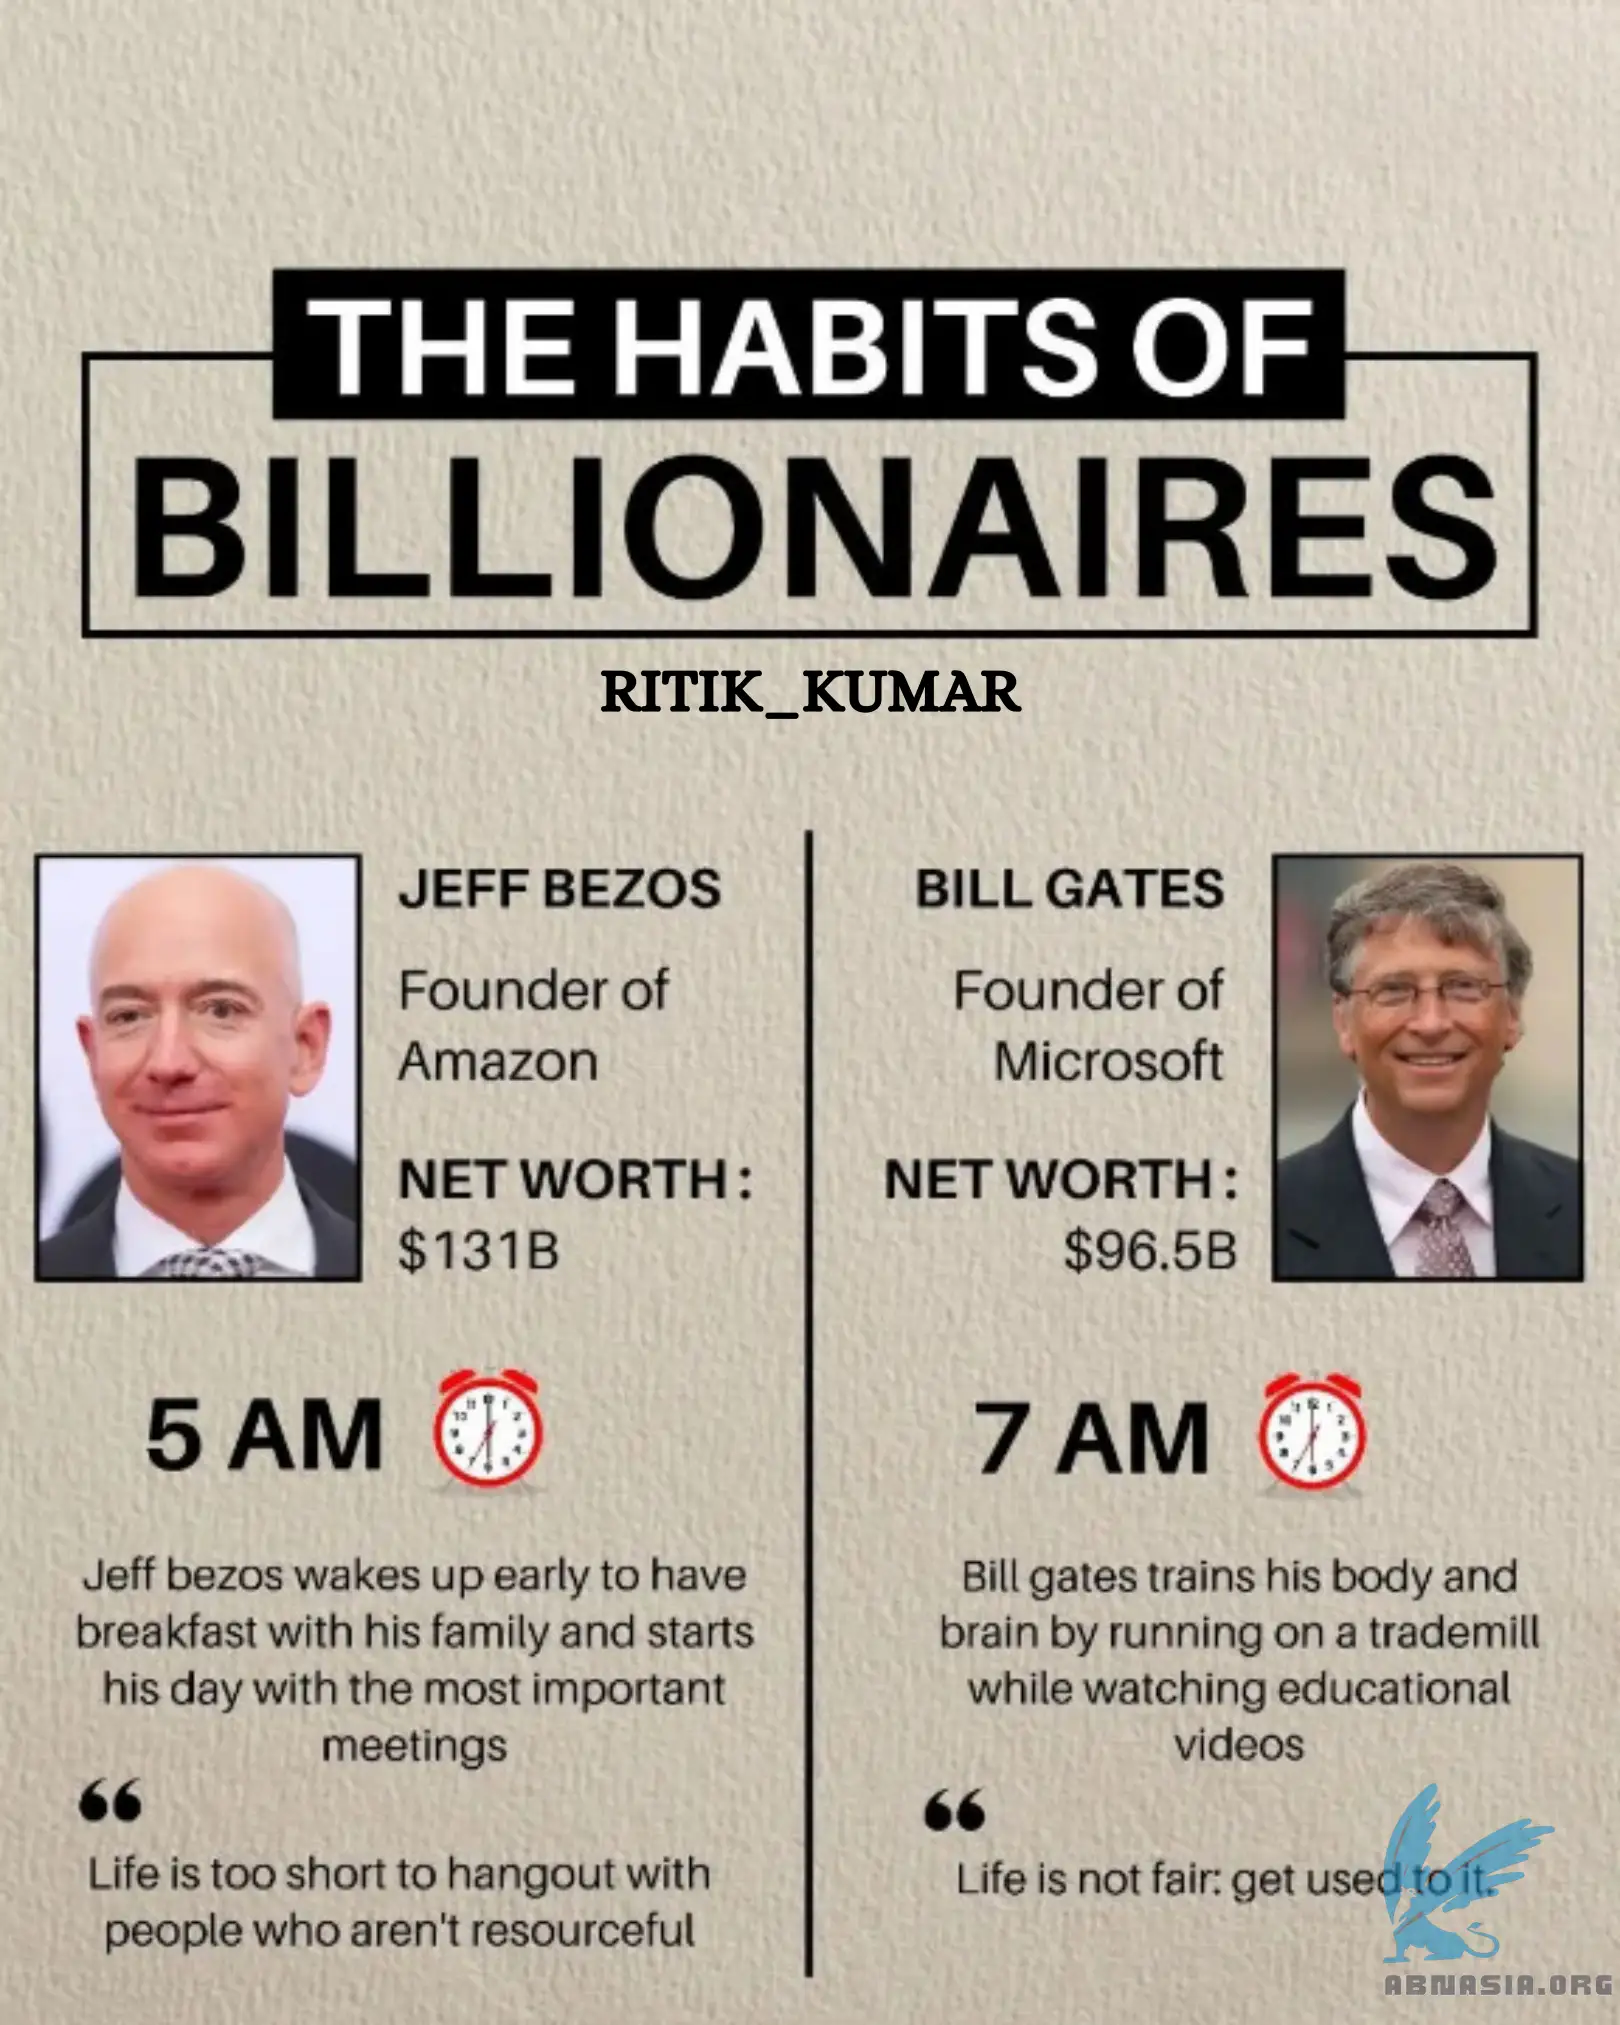 THE HABITS OF
BILLIONAIRES
RITIK_KUMAR
JEFF BEZOS
Founder of
Amazon
NET WORTH :
$131B
5 AM
Jeff bezos wakes up early to have
breakfast with his family and starts
his day with the most important
meetings
“
Life is too short to hangout with
people who aren't resourceful
BILL GATES
Founder of
Microsoft
NET WORTH :
$96.5B
7 AM
Bill gates trains his body and
brain by running on a trademill
while watching educational
videos
“
Life is not fair: get used to it.
ABNASIA.ORG